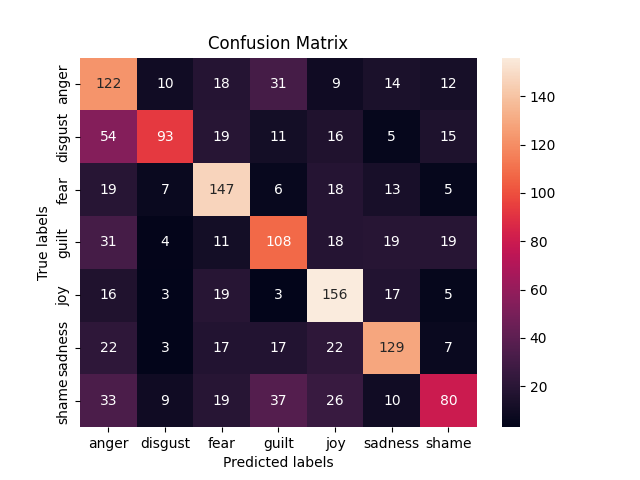 Confusion Matrix
True labels
anger 122 10 18 31 9 14 12
disgust 54 93 19 11 16 5 15
fear 19 7 147 6 18 13 5
guilt 31 4 11 108 18 19 19
joy 16 3 19 3 156 17 5
sadness 22 3 17 17 22 129 7
shame 33 9 19 37 26 10 80
anger disgust fear guilt joy sadness shame
Predicted labels
140
120
100
80
60
40
20